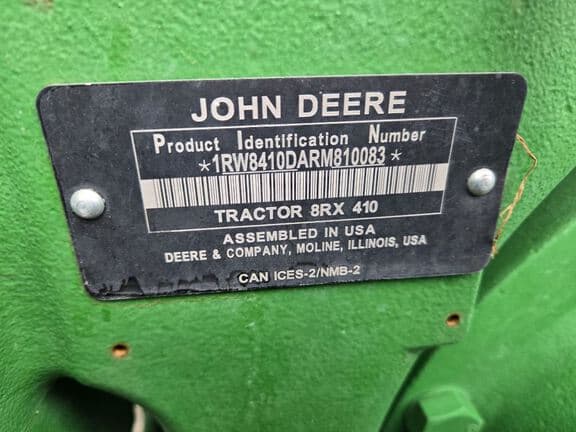 JOHN DEERE
Product Identification Number
*1RW8410DARM810083*
TRACTOR 8RX 410
ASSEMBLED IN USA
DEERE & COMPANY, MOLINE, ILLINOIS, USA
CAN ICES-2/NMB-2